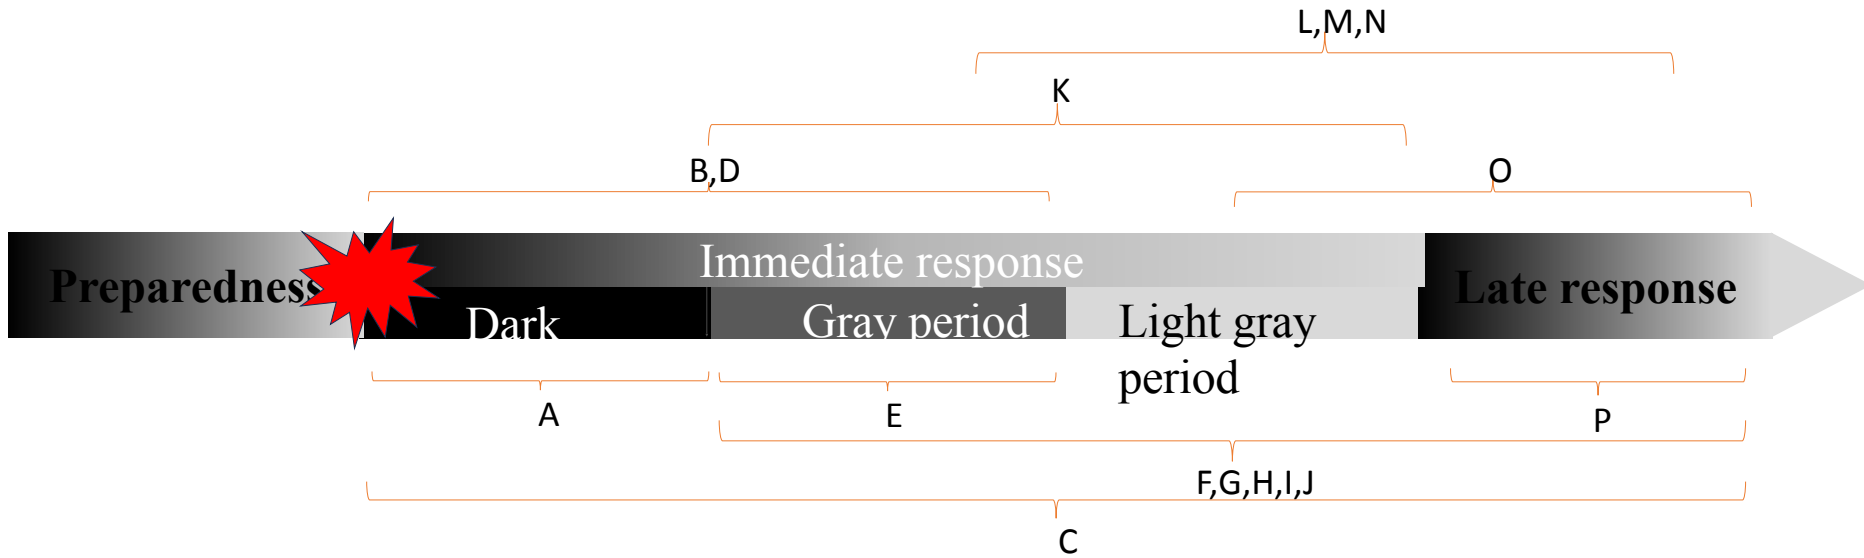 L,M,N
K
B,D
O
Immediate response
Preparedness
Late response
Dark
Gray period
Light gray
period
A
E
P
F,G,H,I,J
C